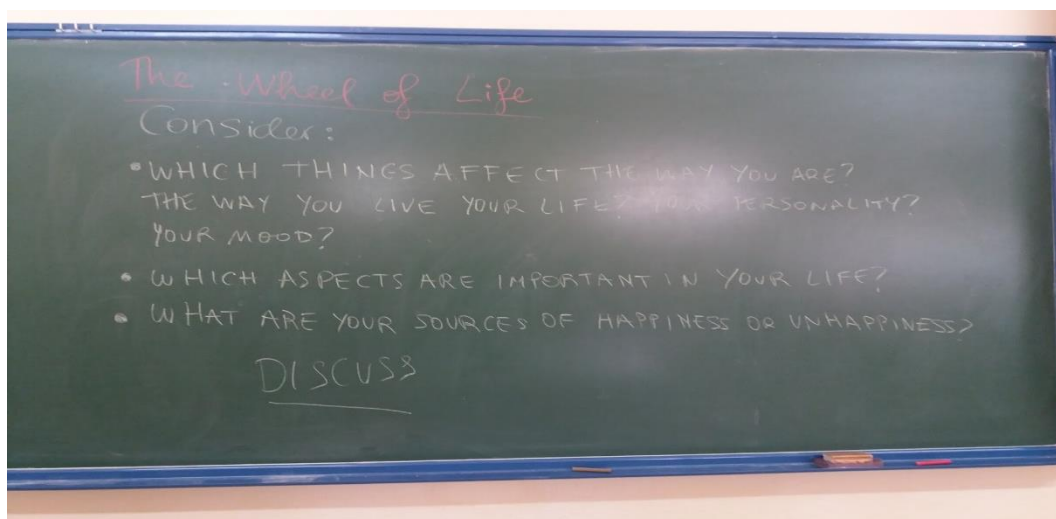 The Wheel of Life
Consider:
• WHICH THINGS AFFECT THE WAY YOU ARE?
THE WAY YOU LIVE YOUR LIFE? YOUR PERSONALITY?
YOUR MOOD?
• WHICH ASPECTS ARE IMPORTANT IN YOUR LIFE?
• WHAT ARE YOUR SOURCES OF HAPPINESS OR UNHAPPINESS?
DISCUSS